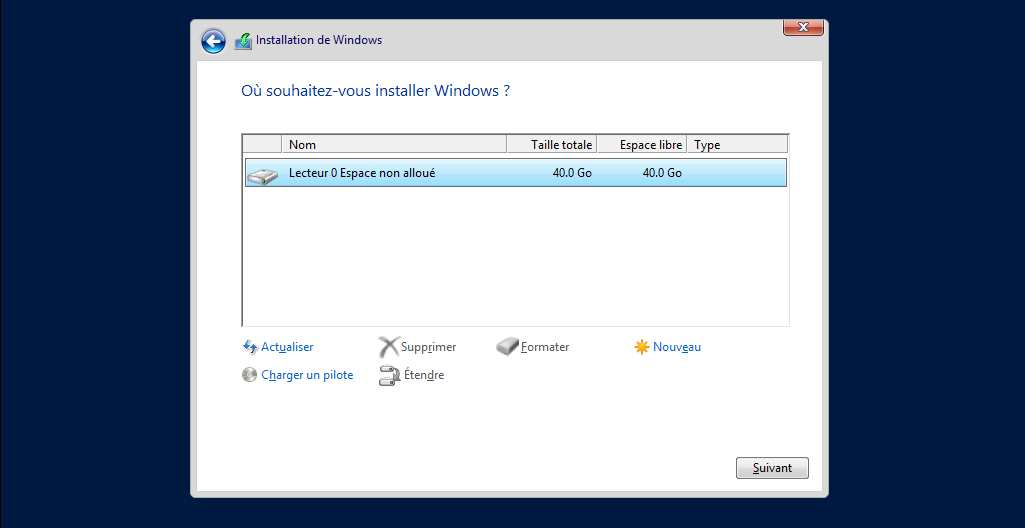 Installation de Windows
Où souhaitez-vous installer Windows ?
Nom Taille totale Espace libre Type
Lecteur 0 Espace non alloué 40.0 Go 40.0 Go
Actualiser Supprimer Formater Nouveau
Charger un pilote Étendre
Suivant